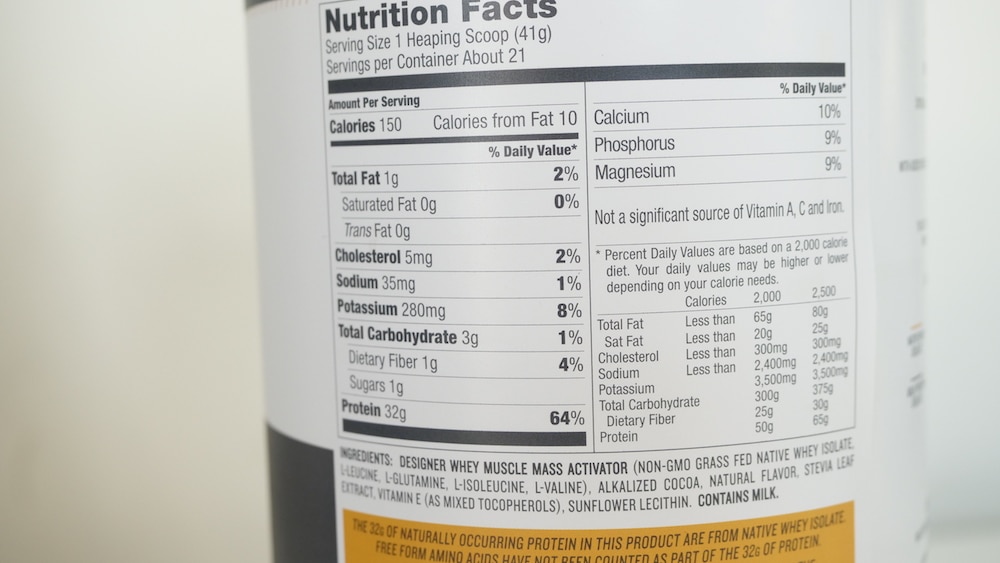 Nutrition Facts
Serving Size 1 Heaping Scoop (41g)
Servings per Container About 21
Amount Per Serving
Calories 150 Calories from Fat 10
% Daily Value*
Total Fat 1g 2%
Saturated Fat 0g 0%
Trans Fat 0g
Cholesterol 5mg 2%
Sodium 35mg 1%
Potassium 280mg 8%
Total Carbohydrate 3g 1%
Dietary Fiber 1g 4%
Sugars 1g
Protein 32g 64%
% Daily Value*
Calcium 10%
Phosphorus 9%
Magnesium 9%
Not a significant source of Vitamin A, C and Iron.
* Percent Daily Values are based on a 2,000 calorie
diet. Your daily values may be higher or lower
depending on your calorie needs.
Calories 2,000 2,500
Total Fat Less than 65g 80g
Sat Fat Less than 20g 25g
Cholesterol Less than 300mg 300mg
Sodium Less than 2,400mg 2,400mg
Potassium 3,500mg 3,500mg
Total Carbohydrate 300g 375g
Dietary Fiber 25g 30g
Protein 50g 65g
INGREDIENTS: DESIGNER WHEY MUSCLE MASS ACTIVATOR (NON-GMO GRASS FED NATIVE WHEY ISOLATE,
L-LEUCINE, L-GLUTAMINE, L-ISOLEUCINE, L-VALINE), ALKALIZED COCOA, NATURAL FLAVOR, STEVIA LEAF
EXTRACT, VITAMIN E (AS MIXED TOCOPHEROLS), SUNFLOWER LECITHIN. CONTAINS MILK.
THE 32G OF NATURALLY OCCURRING PROTEIN IN THIS PRODUCT ARE FROM NATIVE WHEY ISOLATE.
FREE FORM AMINO ACIDS HAVE NOT BEEN COUNTED AS PART OF THE 32G OF PROTEIN.